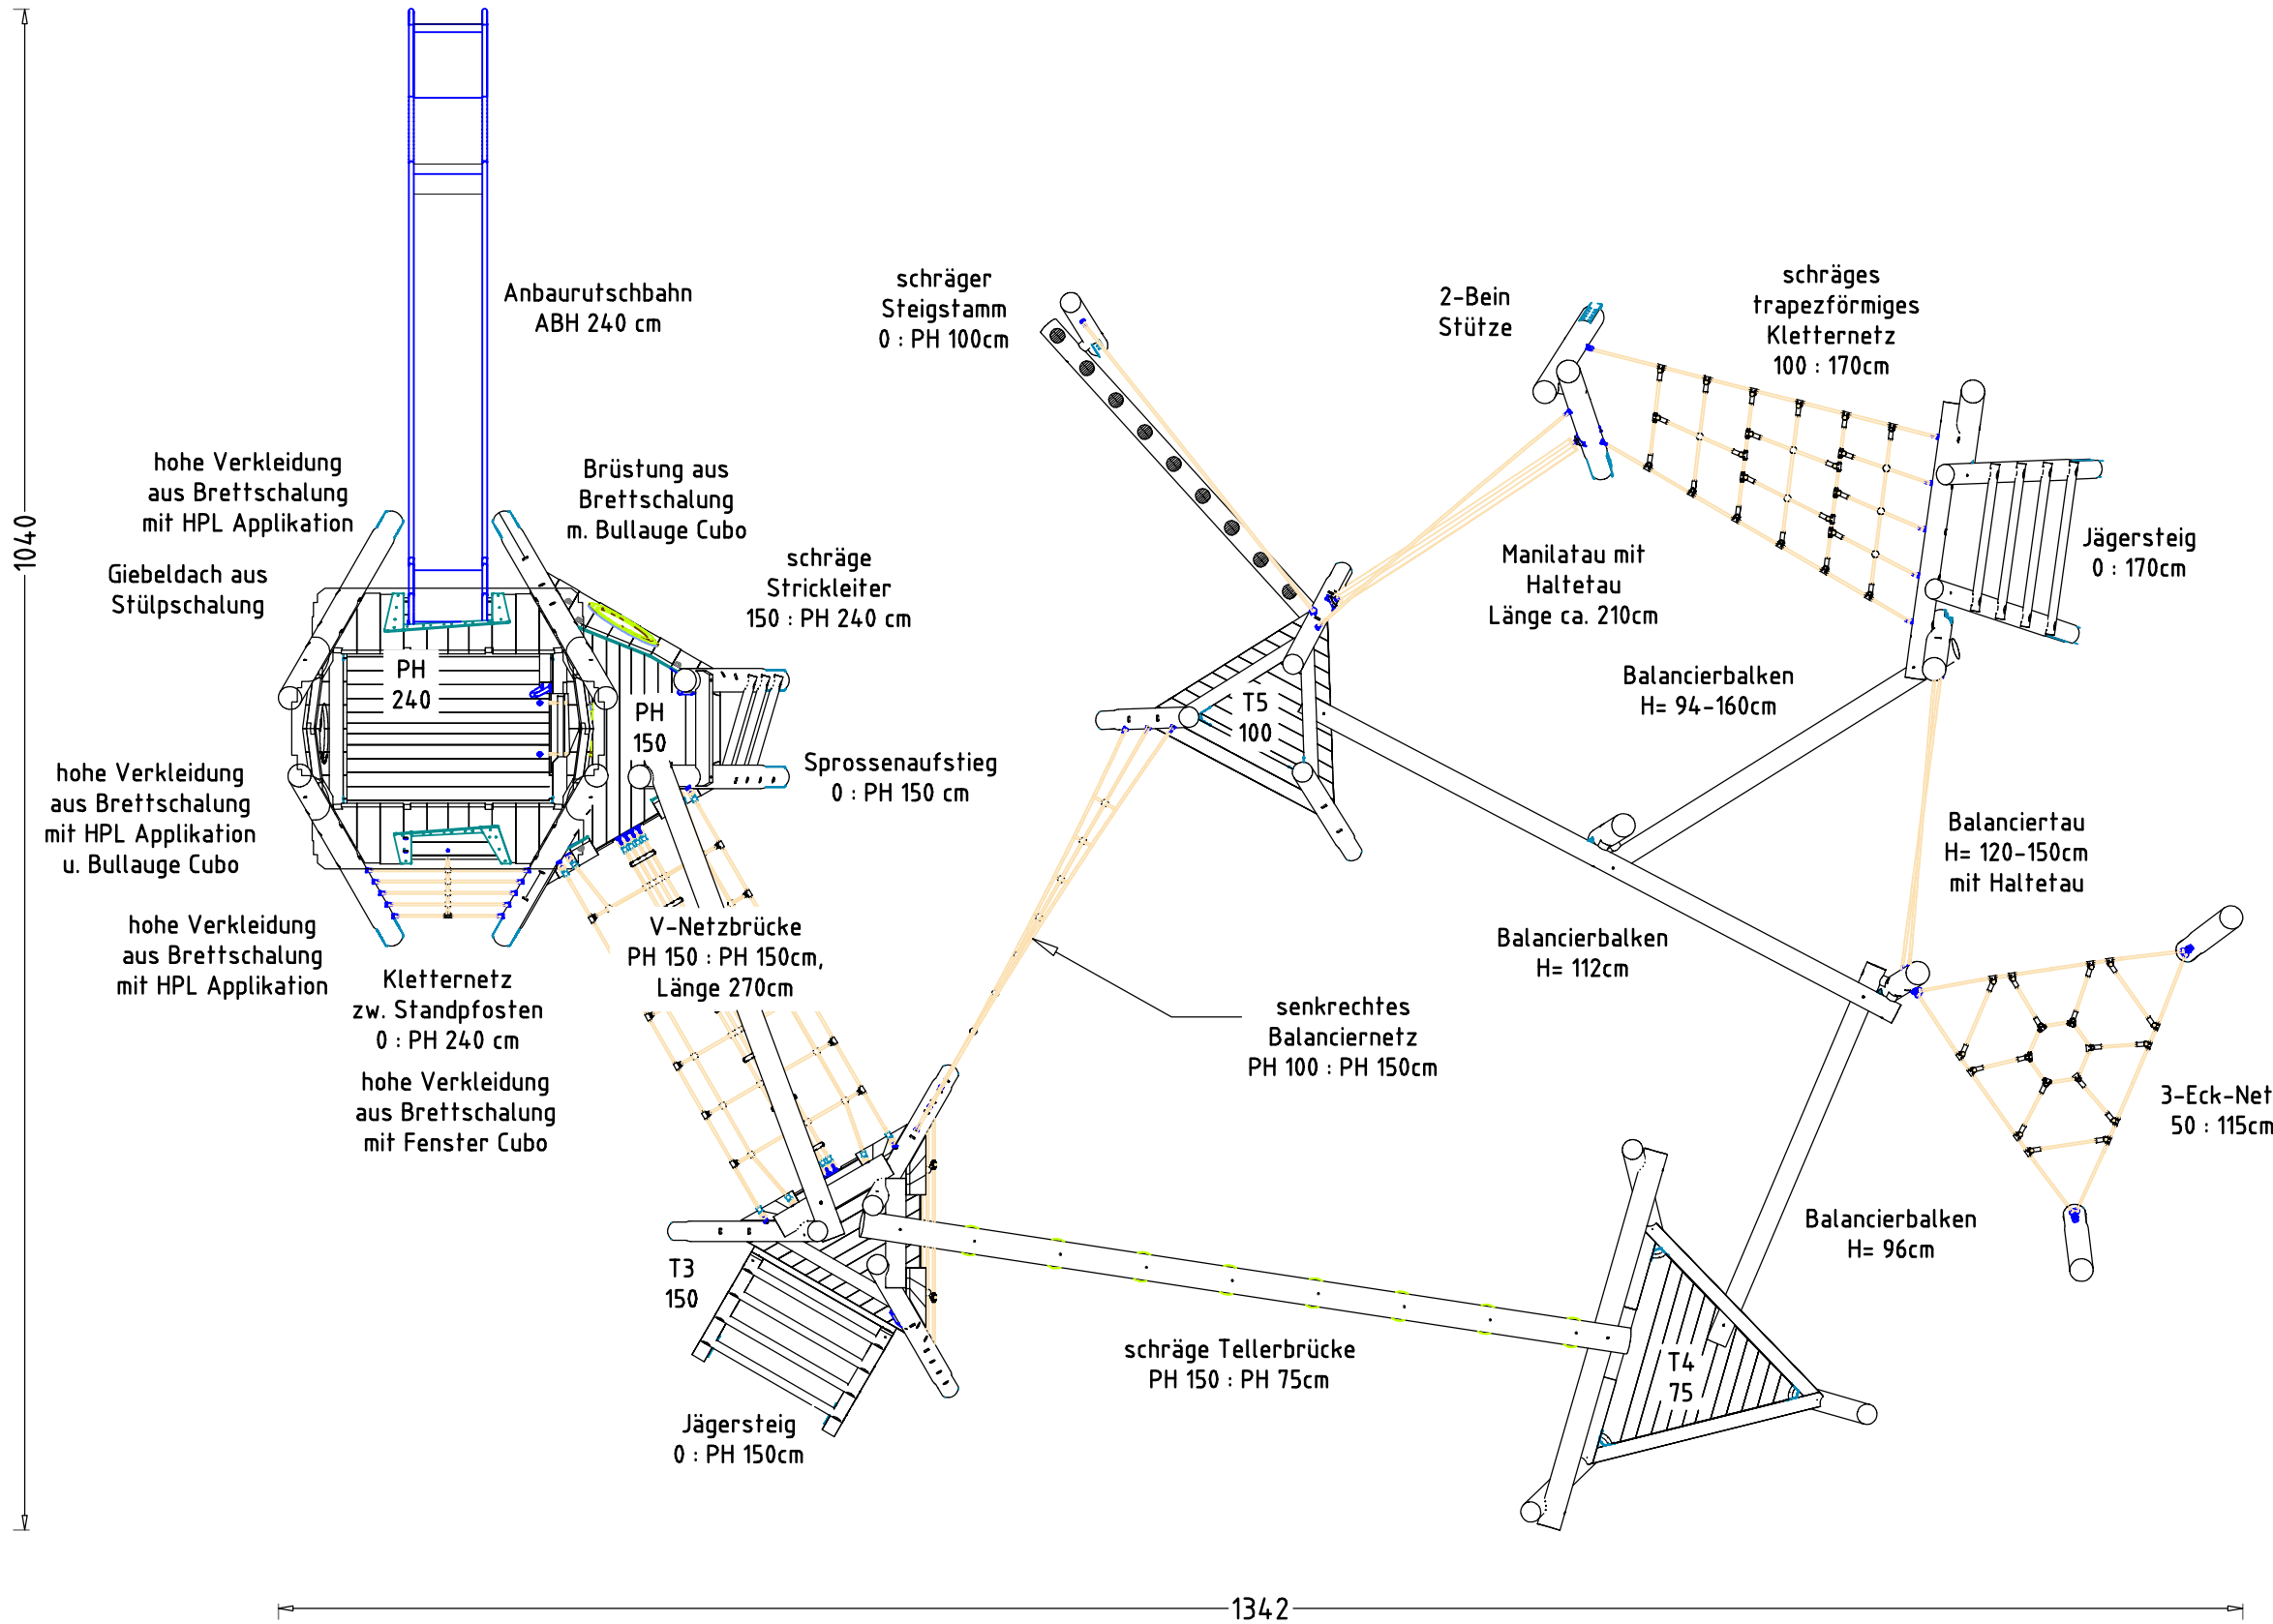 1040
Anbaurutschbahn
ABH 240 cm
schräger
Steigstamm
0 : PH 100cm
2-Bein
Stütze
schräges
trapezförmiges
Kletternetz
100 : 170cm
hohe Verkleidung
aus Brettschalung
mit HPL Applikation
Brüstung aus
Brettschalung
m. Bullauge Cubo
Giebeldach aus
Stülpschalung
schräge
Strickleiter
150 : PH 240 cm
Manilatau mit
Haltetau
Länge ca. 210cm
Jägersteig
0 : 170cm
PH
240
PH
150
T5
100
Balancierbalken
H= 94-160cm
Sprossenaufstieg
0 : PH 150 cm
hohe Verkleidung
aus Brettschalung
mit HPL Applikation
u. Bullauge Cubo
Balanciertau
H= 120-150cm
mit Haltetau
hohe Verkleidung
aus Brettschalung
mit HPL Applikation
V-Netzbrücke
PH 150 : PH 150cm,
Länge 270cm
Balancierbalken
H= 112cm
Kletternetz
zw. Standpfosten
0 : PH 240 cm
senkrechtes
Balanciernetz
PH 100 : PH 150cm
hohe Verkleidung
aus Brettschalung
mit Fenster Cubo
3-Eck-Net
50 : 115cm
Balancierbalken
H= 96cm
T3
150
schräge Tellerbrücke
PH 150 : PH 75cm
T4
75
Jägersteig
0 : PH 150cm
1342